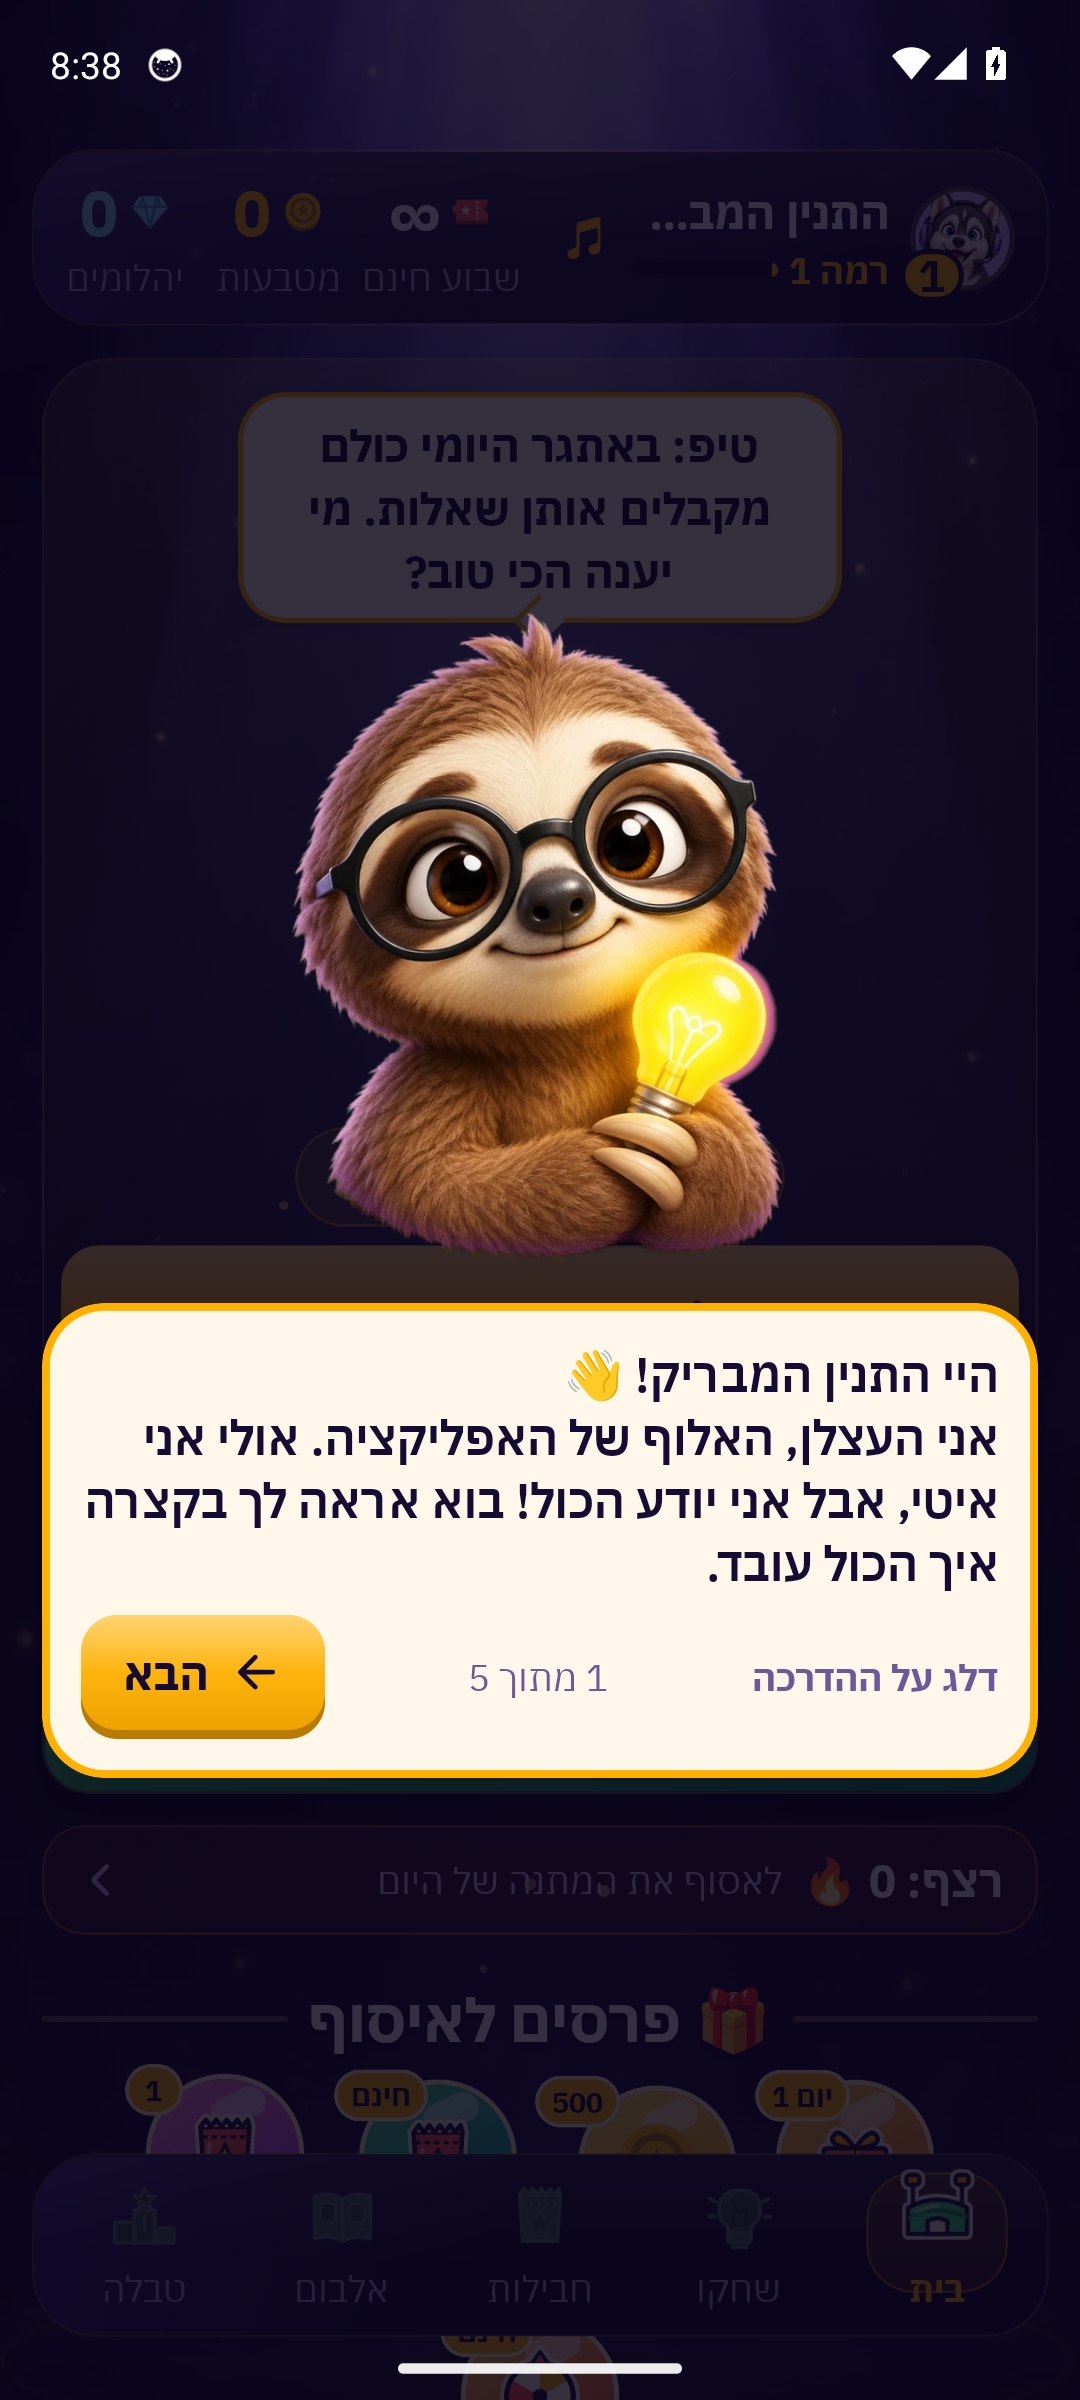 8:38
התנין המב...
רמה 1
1
∞
שבוע חינם
0
מטבעות
0
יהלומים
טיפ: באתגר היומי כולם
מקבלים אותן שאלות. מי
יענה הכי טוב?
היי התנין המבריק! 👋
אני העצלן, האלוף של האפליקציה. אולי אני
איטי, אבל אני יודע הכול! בוא אראה לך בקצרה
איך הכול עובד.
דלג על ההדרכה
1 מתוך 5
הבא ←
רצף: 0 🔥 לאסוף את המתנה של היום
🎁 פרסים לאיסוף
יום 1
500
חינם
1
בית
שחקו
חבילות
אלבום
טבלה